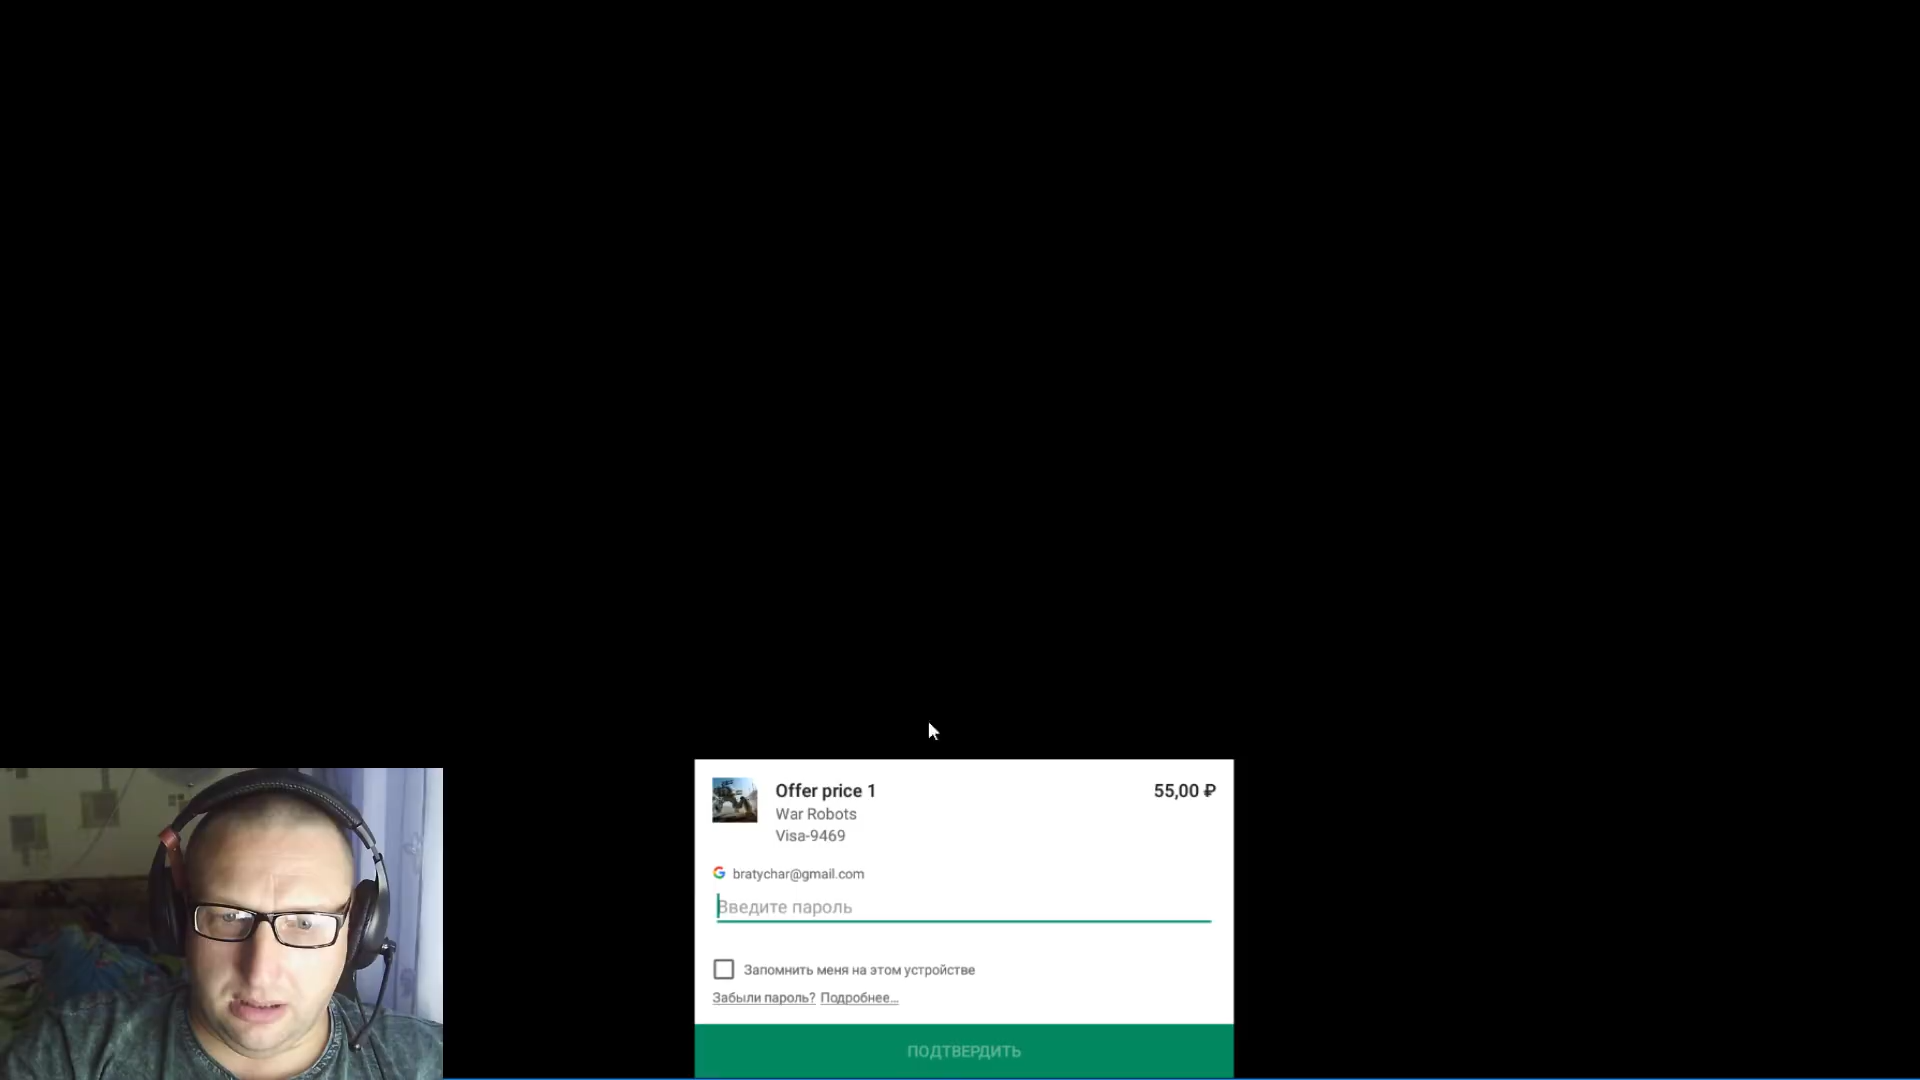 Offer price 1 55,00 ₽
War Robots
Visa-9469
bratychar@gmail.com
Введите пароль
Запомнить меня на этом устройстве
Забыли пароль? Подробнее...
ПОДТВЕРДИТЬ